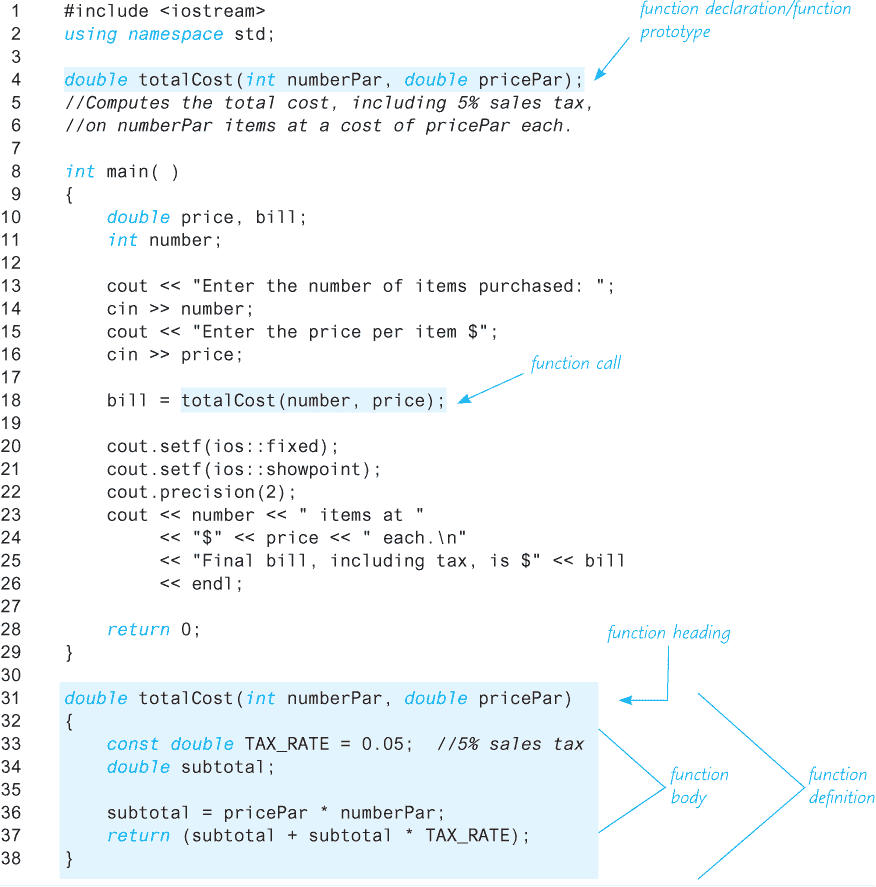 function declaration/function
prototype
1 #include <iostream>
2 using namespace std;
3
4 double totalCost(int numberPar, double pricePar);
5 //Computes the total cost, including 5% sales tax,
6 //on numberPar items at a cost of pricePar each.
7
8 int main( )
9 {
10     double price, bill;
11     int number;
12
13     cout << "Enter the number of items purchased: ";
14     cin >> number;
15     cout << "Enter the price per item $";
16     cin >> price;
function call
17
18     bill = totalCost(number, price);
19
20     cout.setf(ios::fixed);
21     cout.setf(ios::showpoint);
22     cout.precision(2);
23     cout << number << " items at "
24          << "$" << price << " each.\n"
25          << "Final bill, including tax, is $" << bill
26          << endl;
27
28     return 0;
29 }
function heading
30
31 double totalCost(int numberPar, double pricePar)
32 {
33     const double TAX_RATE = 0.05;  //5% sales tax
34     double subtotal;
35
36     subtotal = pricePar * numberPar;
37     return (subtotal + subtotal * TAX_RATE);
38 }
function
body
function
definition